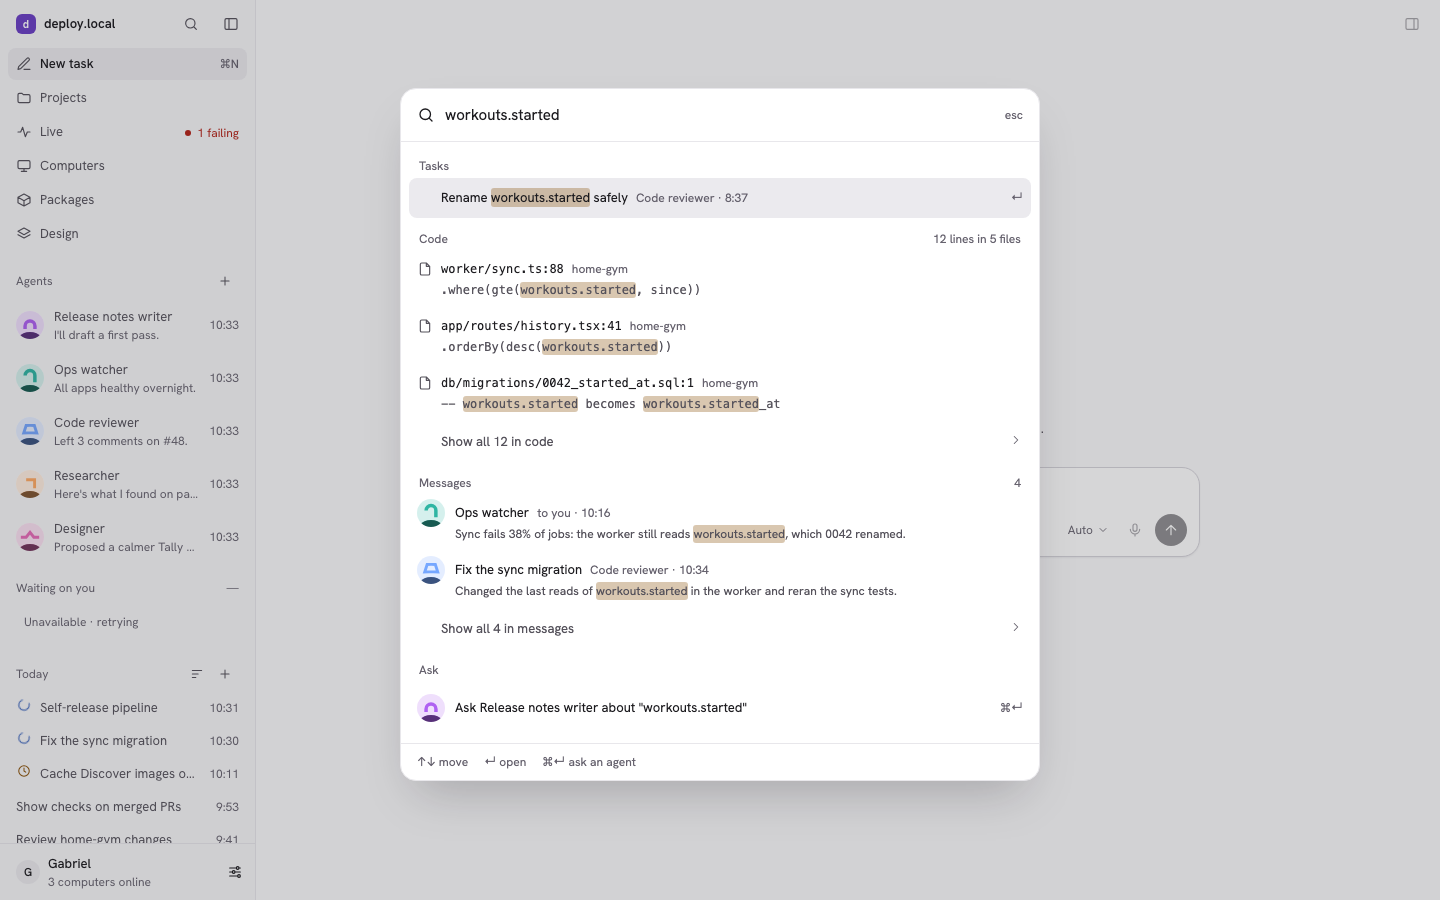 d deploy.local
New task ⌘N
Projects
Live 1 failing
Computers
Packages
Design
Agents
Release notes writer 10:33
I'll draft a first pass.
Ops watcher 10:33
All apps healthy overnight.
Code reviewer 10:33
Left 3 comments on #48.
Researcher 10:33
Here's what I found on pa...
Designer 10:33
Proposed a calmer Tally ...
Waiting on you —
Unavailable · retrying
Today
Self-release pipeline 10:31
Fix the sync migration 10:30
Cache Discover images o... 10:11
Show checks on merged PRs 9:53
Review home-gym changes 9:41
G Gabriel
3 computers online
workouts.started esc
Tasks
Rename workouts.started safely Code reviewer · 8:37 ↵
Code 12 lines in 5 files
worker/sync.ts:88 home-gym
.where(gte(workouts.started, since))
app/routes/history.tsx:41 home-gym
.orderBy(desc(workouts.started))
db/migrations/0042_started_at.sql:1 home-gym
-- workouts.started becomes workouts.started_at
Show all 12 in code
Messages 4
Ops watcher to you · 10:16
Sync fails 38% of jobs: the worker still reads workouts.started, which 0042 renamed.
Fix the sync migration Code reviewer · 10:34
Changed the last reads of workouts.started in the worker and reran the sync tests.
Show all 4 in messages
Ask
Ask Release notes writer about "workouts.started" ⌘↵
↑↓ move ↵ open ⌘↵ ask an agent
Auto